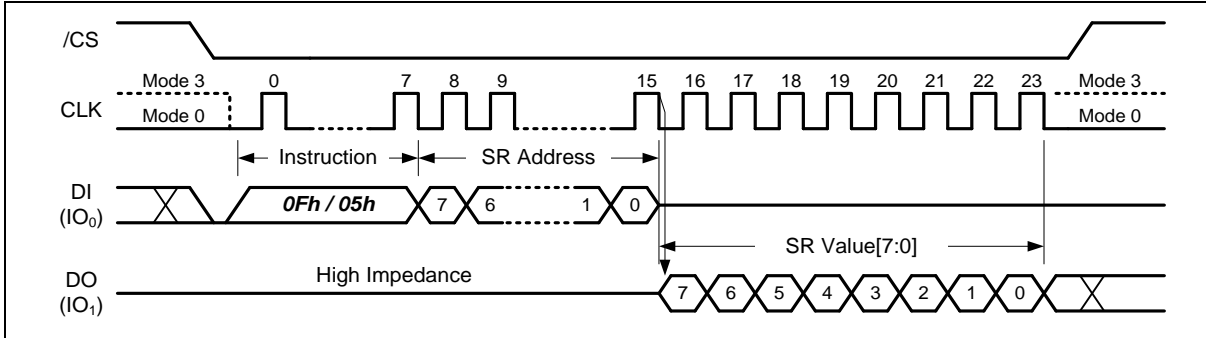 /CS
Mode 3 0 7 8 9 15 16 17 18 19 20 21 22 23 Mode 3
CLK Mode 0 Mode 0
Instruction SR Address
DI 0Fh / 05h 7 6 1 0
(IO₀)
SR Value[7:0]
High Impedance
DO 7 6 5 4 3 2 1 0
(IO₁)